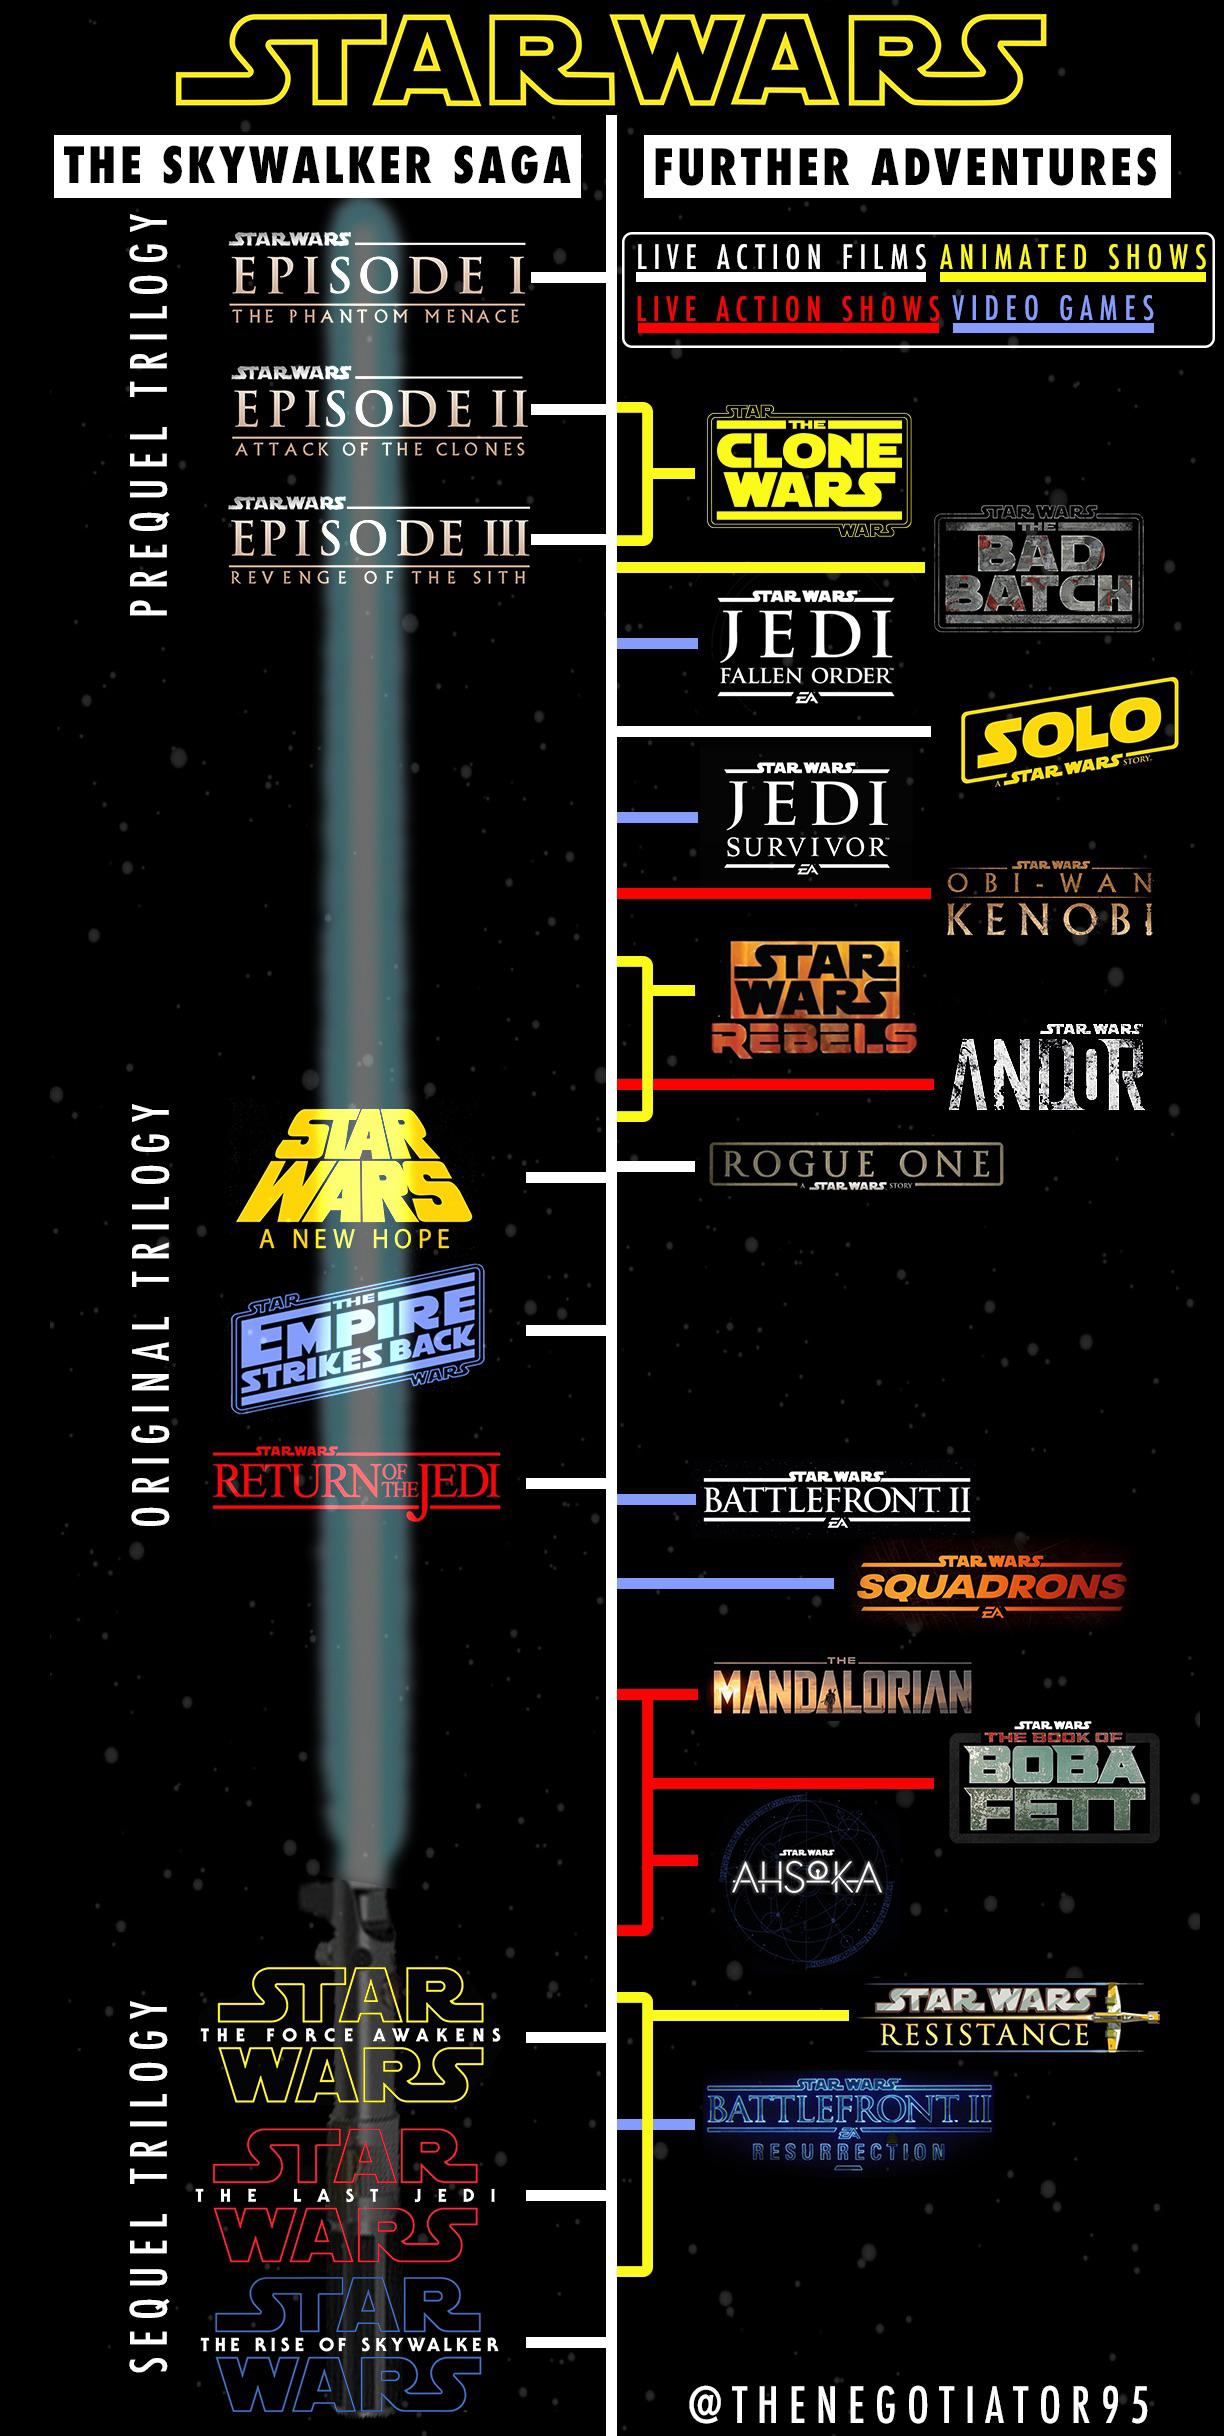 STAR WARS
THE SKYWALKER SAGA
FURTHER ADVENTURES
LIVE ACTION FILMS ANIMATED SHOWS
LIVE ACTION SHOWS VIDEO GAMES
PREQUEL TRILOGY
STAR WARS
EPISODE I
THE PHANTOM MENACE
STAR WARS
EPISODE II
ATTACK OF THE CLONES
STAR WARS
EPISODE III
REVENGE OF THE SITH
STAR
THE
CLONE
WARS
WARS
STAR WARS
THE
BAD
BATCH
STAR WARS
JEDI
FALLEN ORDER™
EA
SOLO
A STAR WARS STORY
STAR WARS
JEDI
SURVIVOR™
EA
STAR WARS
OBI-WAN
KENOBI
STAR
WARS
REBELS
STAR WARS
ANDOR
ROGUE ONE
A STAR WARS STORY
ORIGINAL TRILOGY
STAR
WARS
A NEW HOPE
STAR
THE
EMPIRE
STRIKES BACK
WARS
STAR WARS
RETURN OF THE JEDI
STAR WARS
BATTLEFRONT II
EA
STAR WARS
SQUADRONS
EA
THE
MANDALORIAN
STAR WARS
THE BOOK OF
BOBA
FETT
STAR WARS
AHSOKA
SEQUEL TRILOGY
STAR
THE FORCE AWAKENS
WARS
STAR
THE LAST JEDI
WARS
STAR
THE RISE OF SKYWALKER
WARS
STAR WARS
RESISTANCE
STAR WARS
BATTLEFRONT II
EA
RESURRECTION
@THENEGOTIATOR95